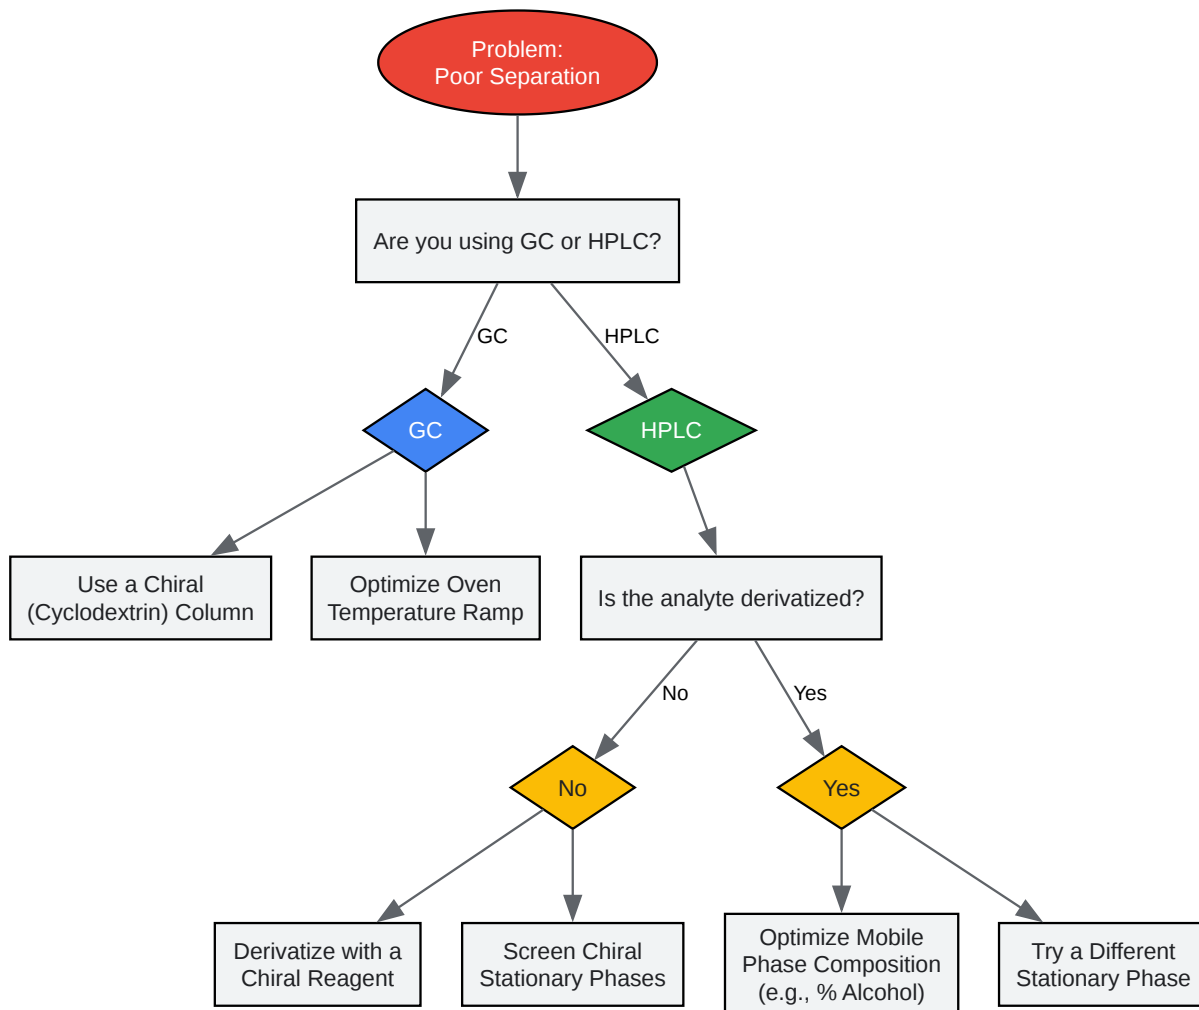 Problem:
Poor Separation
Are you using GC or HPLC?
GC
HPLC
GC
HPLC
Use a Chiral
(Cyclodextrin) Column
Optimize Oven
Temperature Ramp
Is the analyte derivatized?
No
Yes
No
Yes
Derivatize with a
Chiral Reagent
Screen Chiral
Stationary Phases
Optimize Mobile
Phase Composition
(e.g., % Alcohol)
Try a Different
Stationary Phase